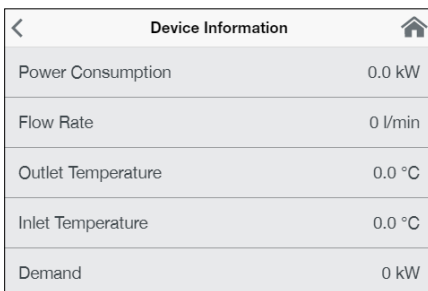 Device Information
Power Consumption 0.0 kW
Flow Rate 0 l/min
Outlet Temperature 0.0 °C
Inlet Temperature 0.0 °C
Demand 0 kW